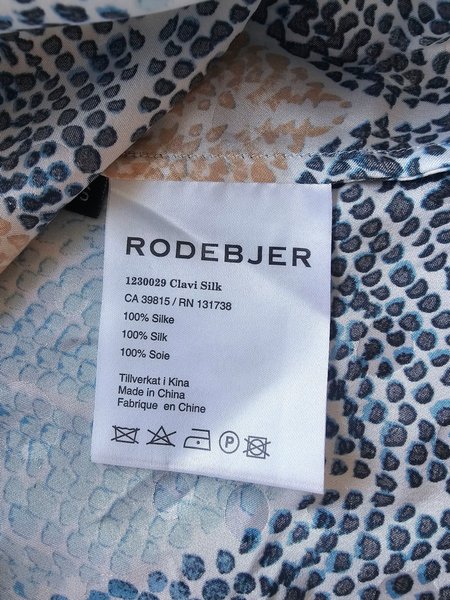 RODEBJER
1230029 Clavi Silk
CA 39815 / RN 131738
100% Silke
100% Silk
100% Soie
Tillverkat i Kina
Made in China
Fabrique en Chine
P